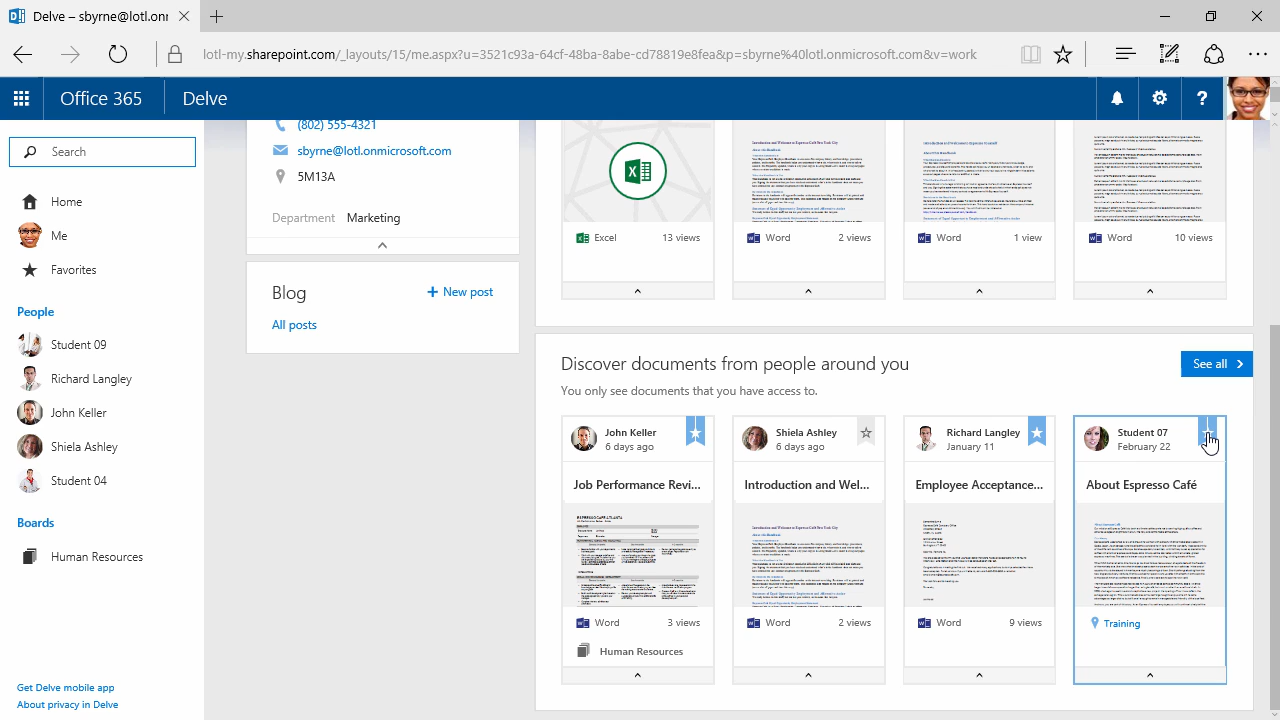 Delve – sbyrne@lotl.onm
lotl-my.sharepoint.com/_layouts/15/me.aspx?u=3521c93a-64cf-48ba-8abe-cd78819e8fea&p=sbyrne%40lotl.onmicrosoft.com&v=work
Office 365
Delve
?
Search
Home
Me
Favorites
People
Student 09
Richard Langley
John Keller
Shiela Ashley
Student 04
Boards
Human Resources
Get Delve mobile app
About privacy in Delve
(802) 555-4321
sbyrne@lotl.onmicrosoft.com
5M13A
Department Marketing
Blog
+ New post
All posts
Excel 13 views
Word 2 views
Word 1 view
Word 10 views
Discover documents from people around you
See all
You only see documents that you have access to.
John Keller
6 days ago
Job Performance Revi...
Word 3 views
Human Resources
Shiela Ashley
6 days ago
Introduction and Wel...
Word 2 views
Richard Langley
January 11
Employee Acceptance...
Word 9 views
Student 07
February 22
About Espresso Café
Training